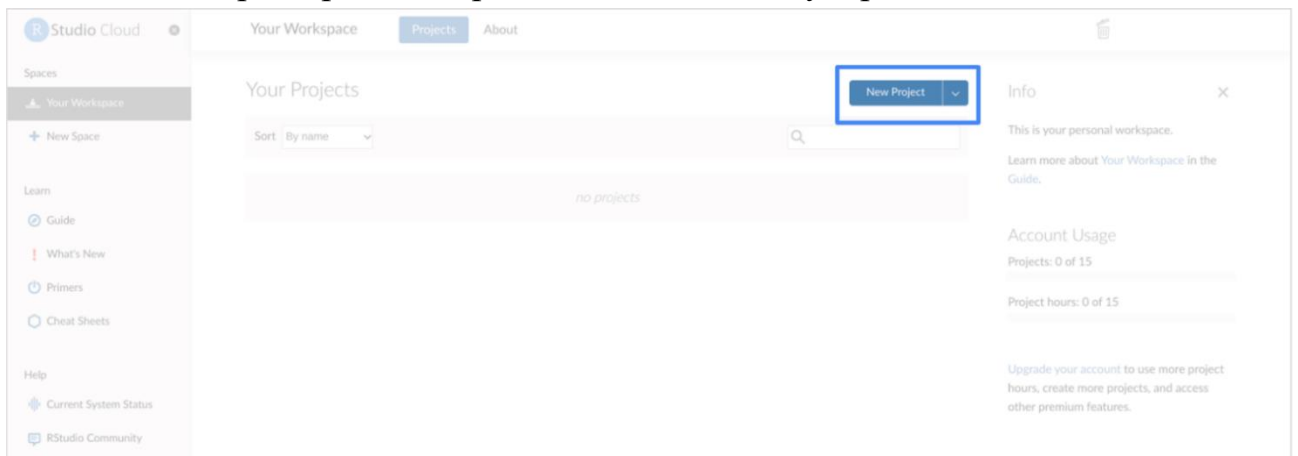 R Studio Cloud
Your Workspace
Projects
About
Spaces
Your Workspace
New Space
Learn
Guide
What's New
Primers
Cheat Sheets
Help
Current System Status
RStudio Community
Your Projects
New Project
Sort By name
no projects
Info
This is your personal workspace.
Learn more about Your Workspace in the
Guide.
Account Usage
Projects: 0 of 15
Project hours: 0 of 15
Upgrade your account to use more project
hours, create more projects, and access
other premium features.